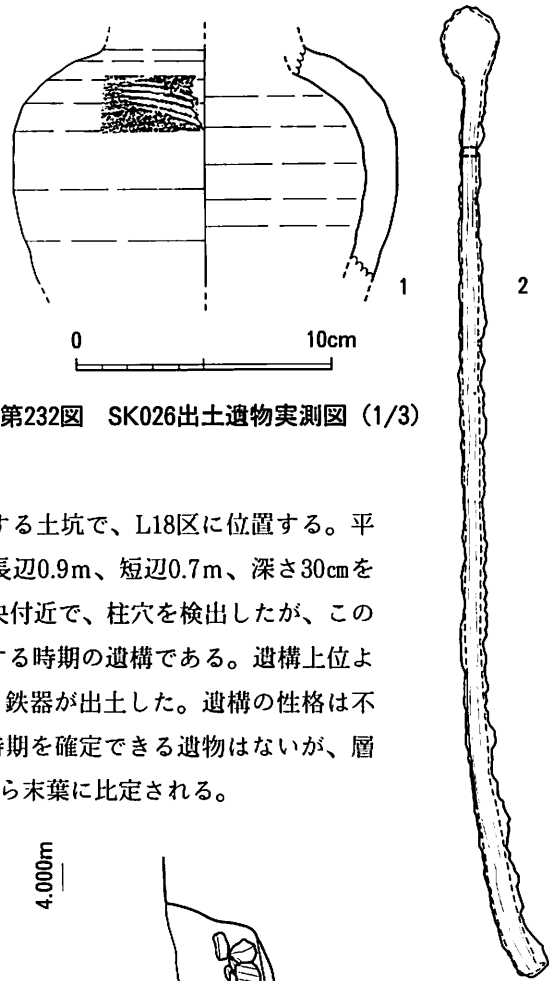 1
2
0 10cm
第232図 SK026出土遺物実測図（1/3）
する土坑で、L18区に位置する。平
長辺0.9m、短辺0.7m、深さ30㎝を
央付近で、柱穴を検出したが、この
する時期の遺構である。遺構上位よ
鉄器が出土した。遺構の性格は不
時期を確定できる遺物はないが、層
ら末葉に比定される。
4.000m